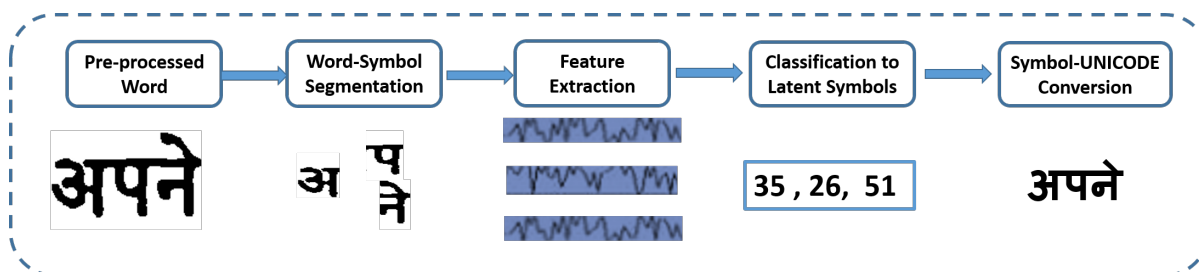 Pre-processed
Word
Word-Symbol
Segmentation
Feature
Extraction
Classification to
Latent Symbols
Symbol-UNICODE
Conversion
अपने
अ
प
ने
35 , 26, 51
अपने